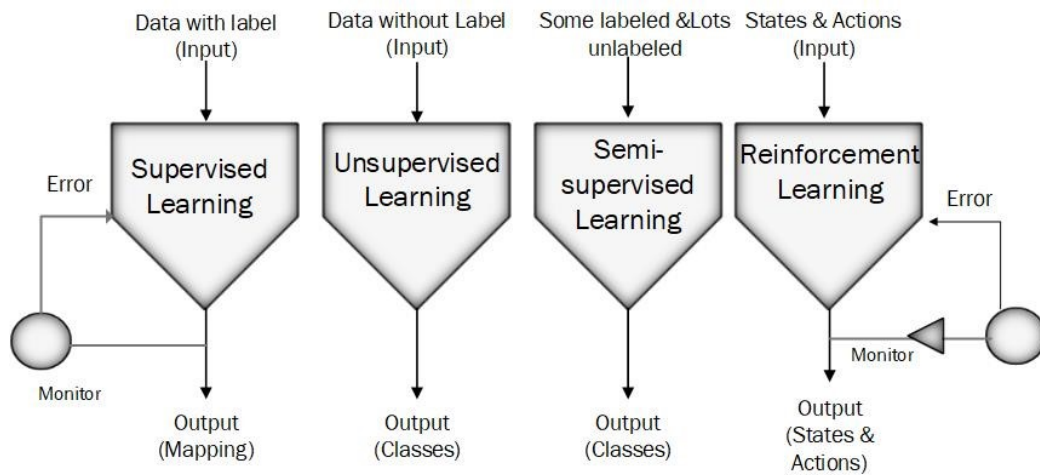 Data with label
(Input)
Data without Label
(Input)
Some labeled &Lots
unlabeled
States & Actions
(Input)
Supervised
Learning
Unsupervised
Learning
Semi-
supervised
Learning
Reinforcement
Learning
Error
Error
Monitor
Monitor
Output
(Mapping)
Output
(Classes)
Output
(Classes)
Output
(States &
Actions)